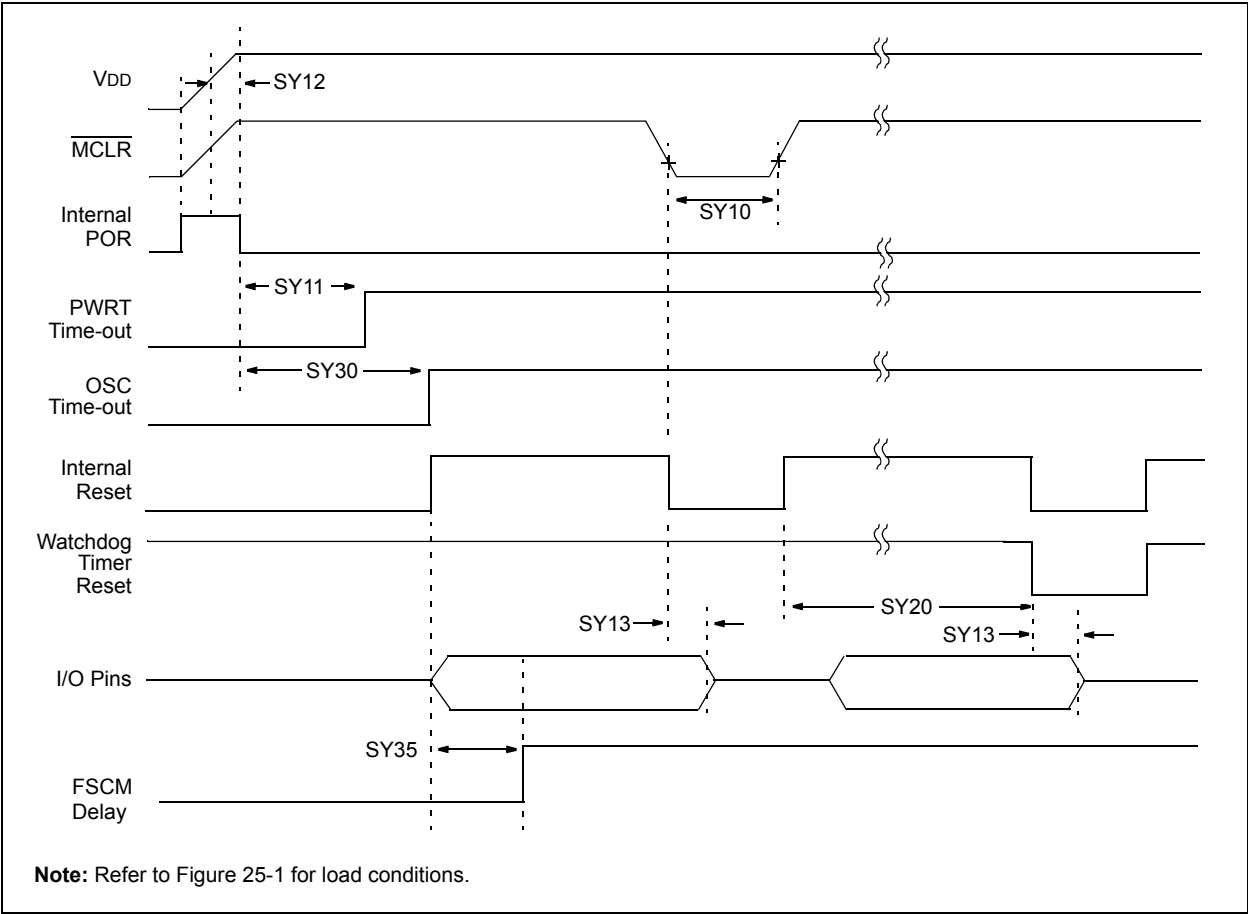 VDD
SY12
MCLR
SY10
Internal
POR
SY11
PWRT
Time-out
SY30
OSC
Time-out
Internal
Reset
Watchdog
Timer
Reset
SY20
SY13
SY13
I/O Pins
SY35
FSCM
Delay
Note: Refer to Figure 25-1 for load conditions.